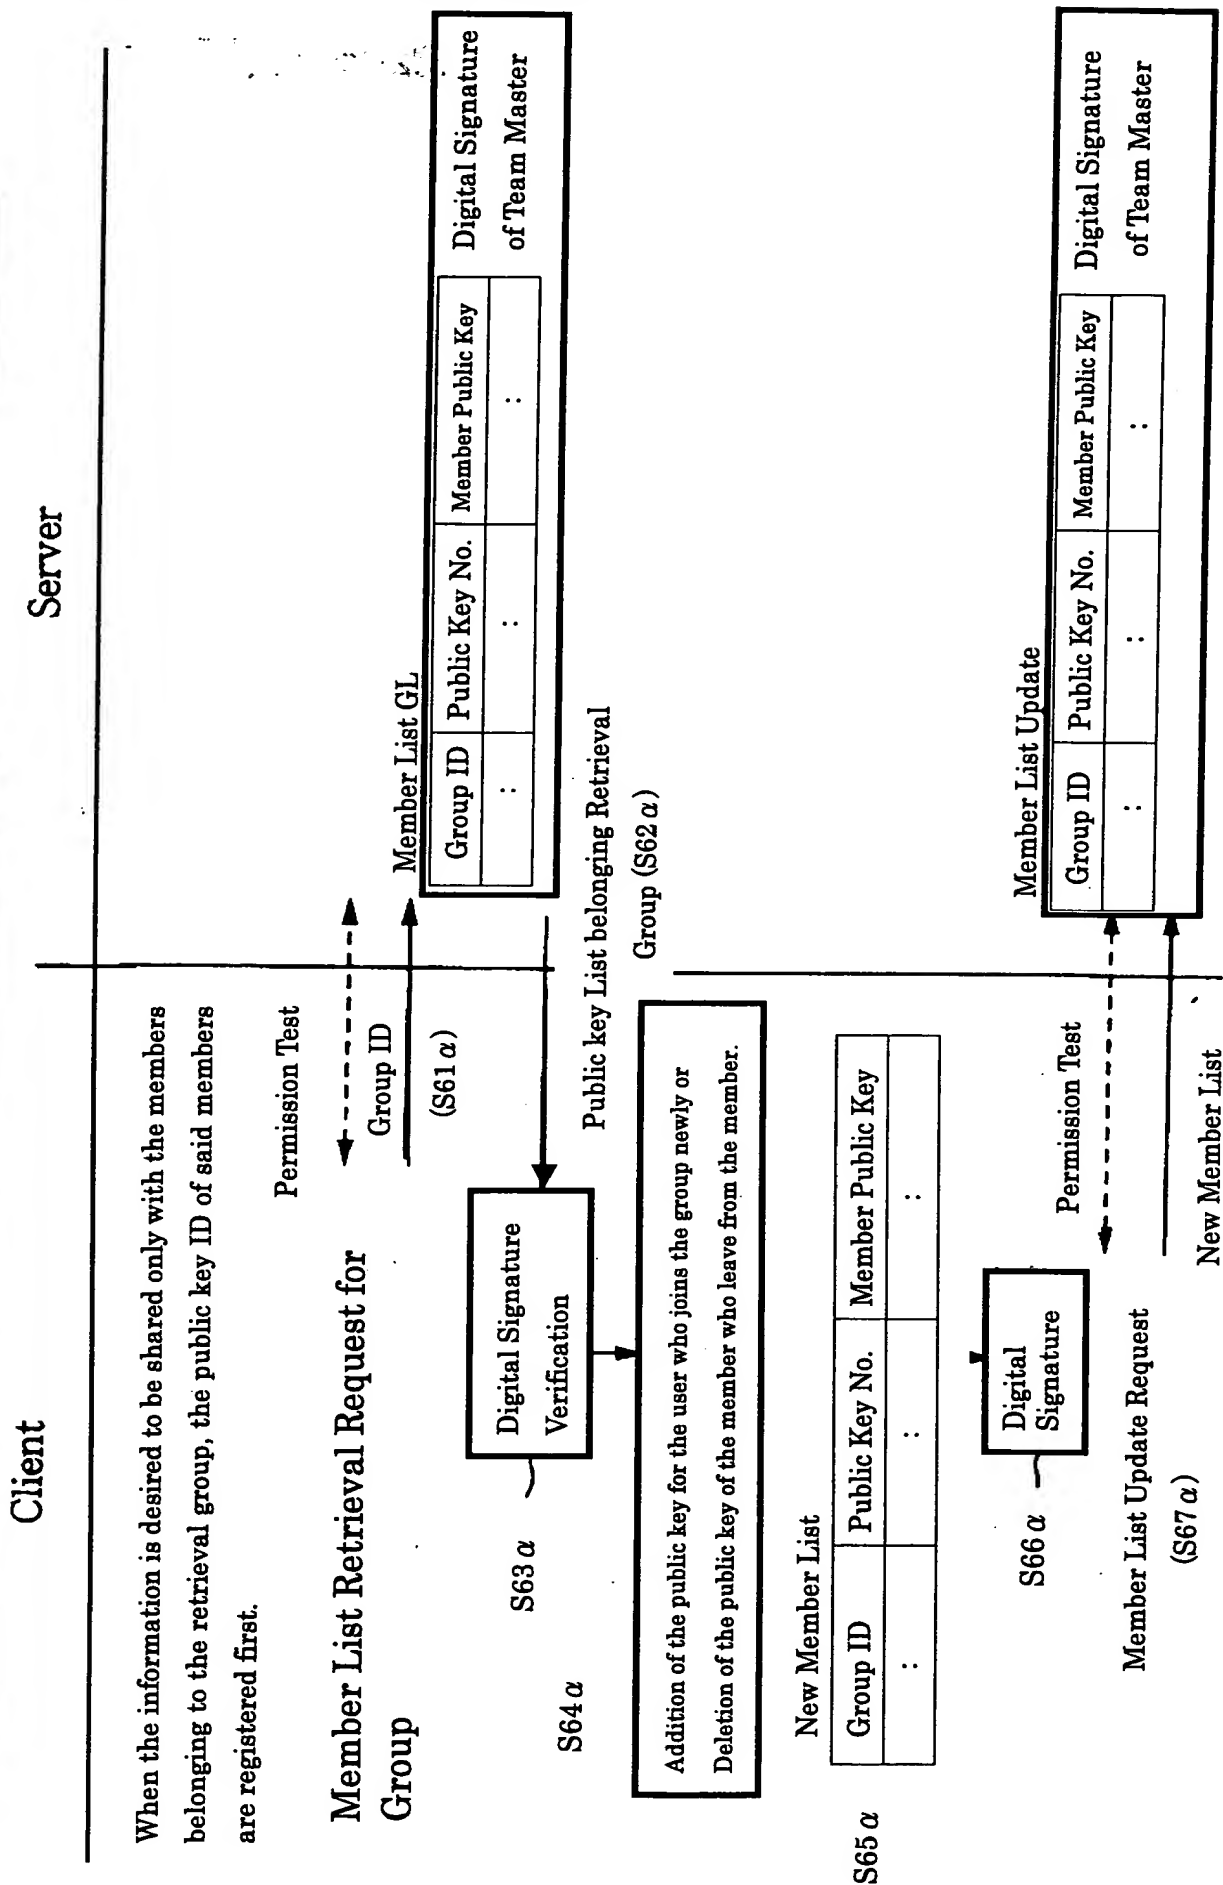 Client
Server
When the information is desired to be shared only with the members
belonging to the retrieval group, the public key ID of said members
are registered first.
Permission Test
Member List Retrieval Request for
Group
Group ID
(S61α)
Member List GL
Group ID
Public Key No.
Member Public Key
:
:
:
Digital Signature
of Team Master
S63α
Digital Signature
Verification
Public key List belonging Retrieval
Group (S62α)
S64α
Addition of the public key for the user who joins the group newly or
Deletion of the public key of the member who leave from the member.
S65α
New Member List
Group ID
Public Key No.
Member Public Key
:
:
:
S66α
Digital
Signature
Permission Test
Member List Update Request
(S67α)
New Member List
Member List Update
Group ID
Public Key No.
Member Public Key
:
:
:
Digital Signature
of Team Master